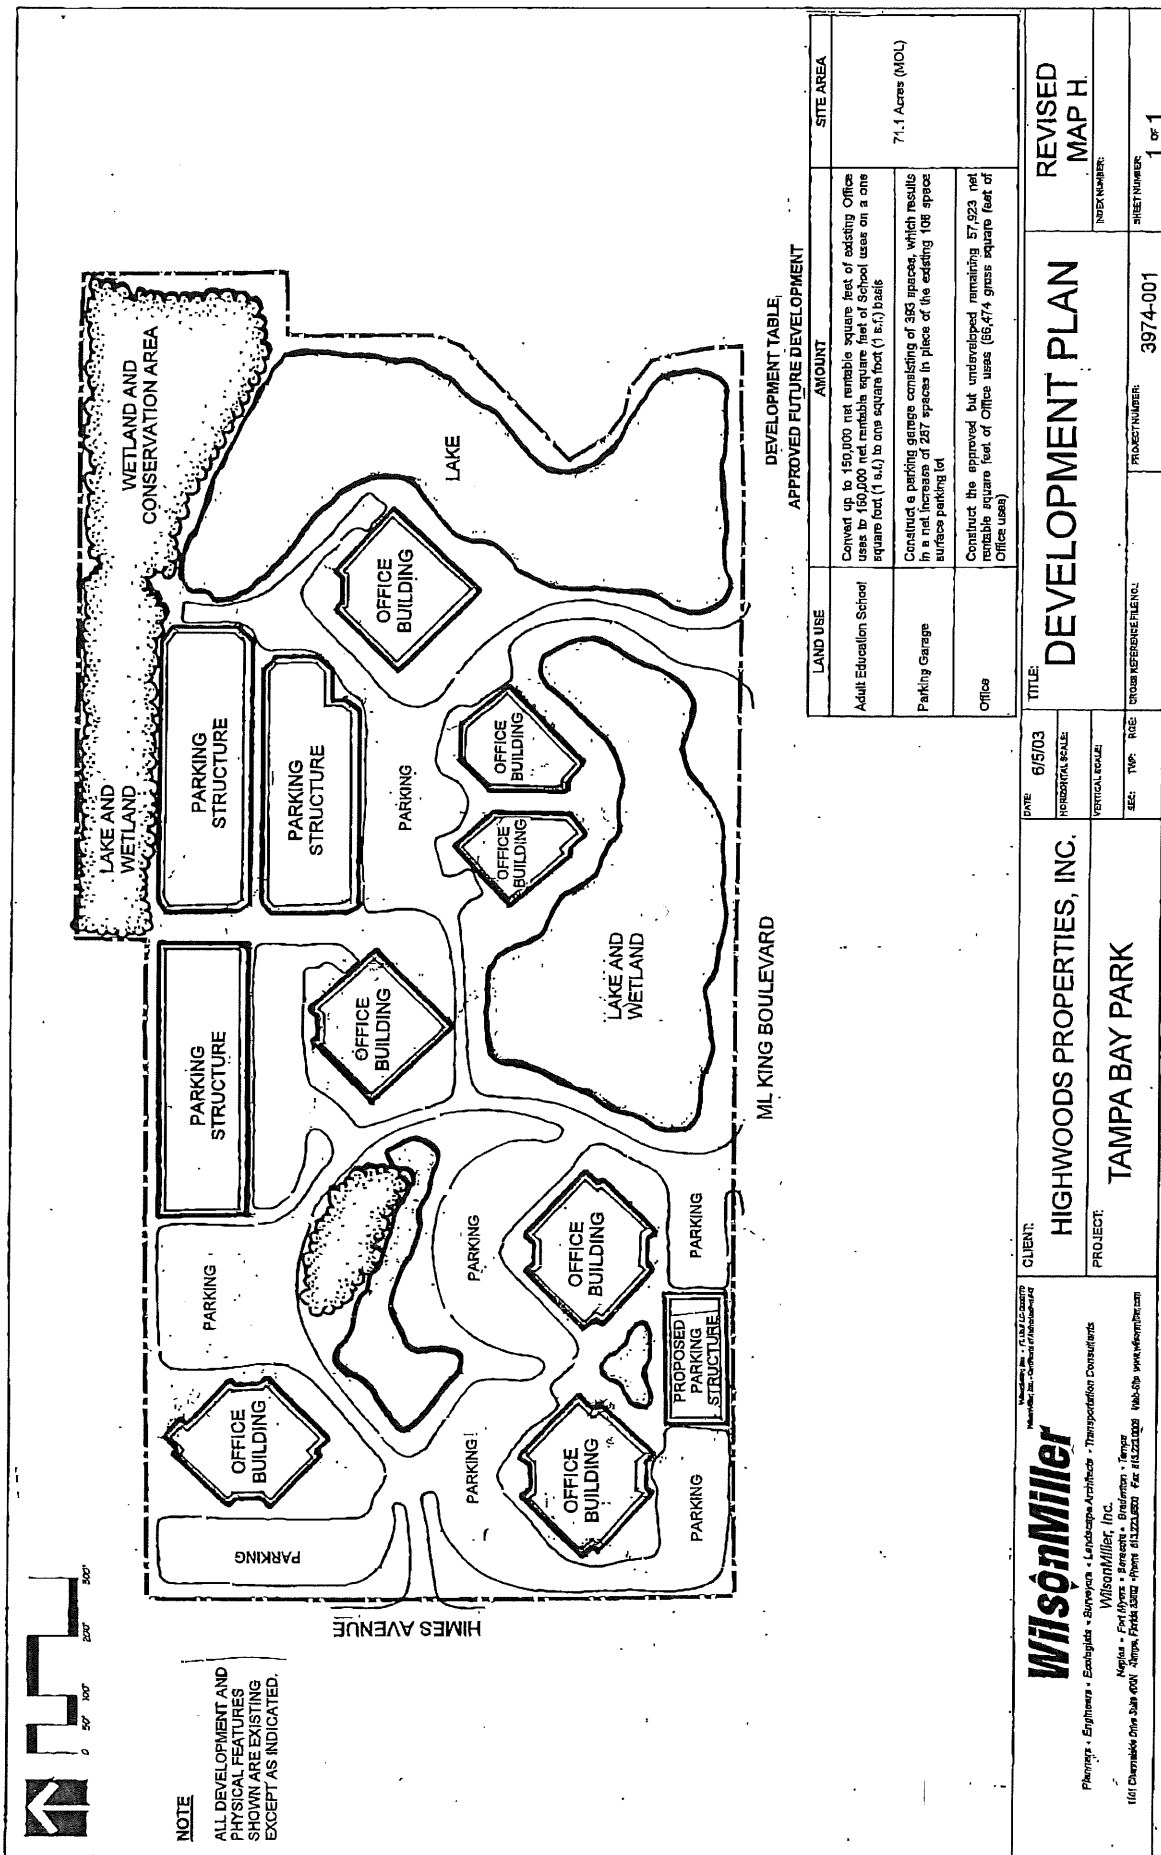 0 50' 100' 200' 300'
NOTE
ALL DEVELOPMENT AND
PHYSICAL FEATURES
SHOWN ARE EXISTING
EXCEPT AS INDICATED.
LAKE AND
WETLAND
WETLAND AND
CONSERVATION AREA
PARKING
STRUCTURE
PARKING
STRUCTURE
PARKING
STRUCTURE
PARKING
OFFICE
BUILDING
PARKING
OFFICE
BUILDING
PARKING
OFFICE
BUILDING
LAKE
HIMES AVENUE
PARKING
PARKING
OFFICE
BUILDING
OFFICE
BUILDING
OFFICE
BUILDING
OFFICE
BUILDING
LAKE AND
WETLAND
PARKING
PROPOSED
PARKING
STRUCTURE
PARKING
ML KING BOULEVARD
DEVELOPMENT TABLE
APPROVED FUTURE DEVELOPMENT
LAND USE AMOUNT SITE AREA
Adult Education School
Convert up to 150,000 net rentable square feet of existing Office
uses to 150,000 net rentable square feet of School uses on a one
square foot (1 s.f.) to one square foot (1 s.f.) basis
71.1 Acres (MOL)
Parking Garage
Construct a parking garage consisting of 393 spaces, which results
in a net increase of 287 spaces in place of the existing 106 space
surface parking lot
Office
Construct the approved but undeveloped remaining 57,923 net
rentable square feet of Office uses (66,474 gross square feet of
Office uses)
WilsonMiller
Planners • Engineers • Ecologists • Surveyors • Landscape Architects • Transportation Consultants
WilsonMiller, Inc.
Naples • Fort Myers • Sarasota • Bradenton • Tampa
CLIENT:
HIGHWOODS PROPERTIES, INC.
PROJECT:
TAMPA BAY PARK
DATE: 6/5/03
HORIZONTAL SCALE:
VERTICAL SCALE:
SEC: TWP: RGE:
TITLE:
DEVELOPMENT PLAN
CROSS REFERENCE FILE NO.:
PROJECT NUMBER:
3974-001
REVISED
MAP H.
INDEX NUMBER:
SHEET NUMBER:
1 OF 1